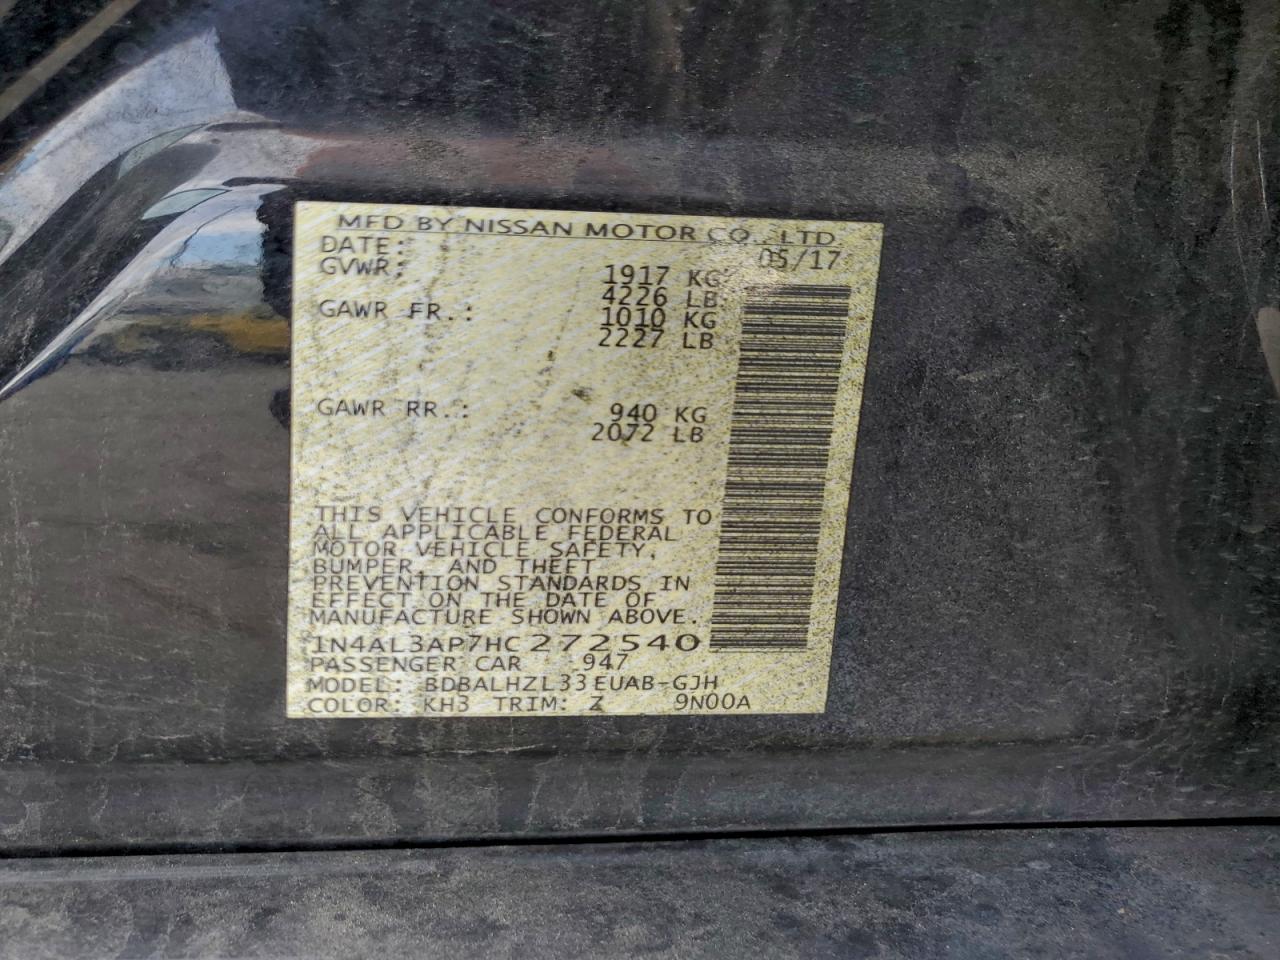 MFD BY NISSAN MOTOR CO., LTD.
DATE: 05/17
GVWR: 1917 KG
4226 LB
GAWR FR.: 1010 KG
2227 LB
GAWR RR.: 940 KG
2072 LB
THIS VEHICLE CONFORMS TO
ALL APPLICABLE FEDERAL
MOTOR VEHICLE SAFETY,
BUMPER, AND THEFT
PREVENTION STANDARDS IN
EFFECT ON THE DATE OF
MANUFACTURE SHOWN ABOVE.
1N4AL3AP7HC272540
PASSENGER CAR 947
MODEL: BDBALHZL33EUAB-GJH
COLOR: KH3 TRIM: Z 9N00A